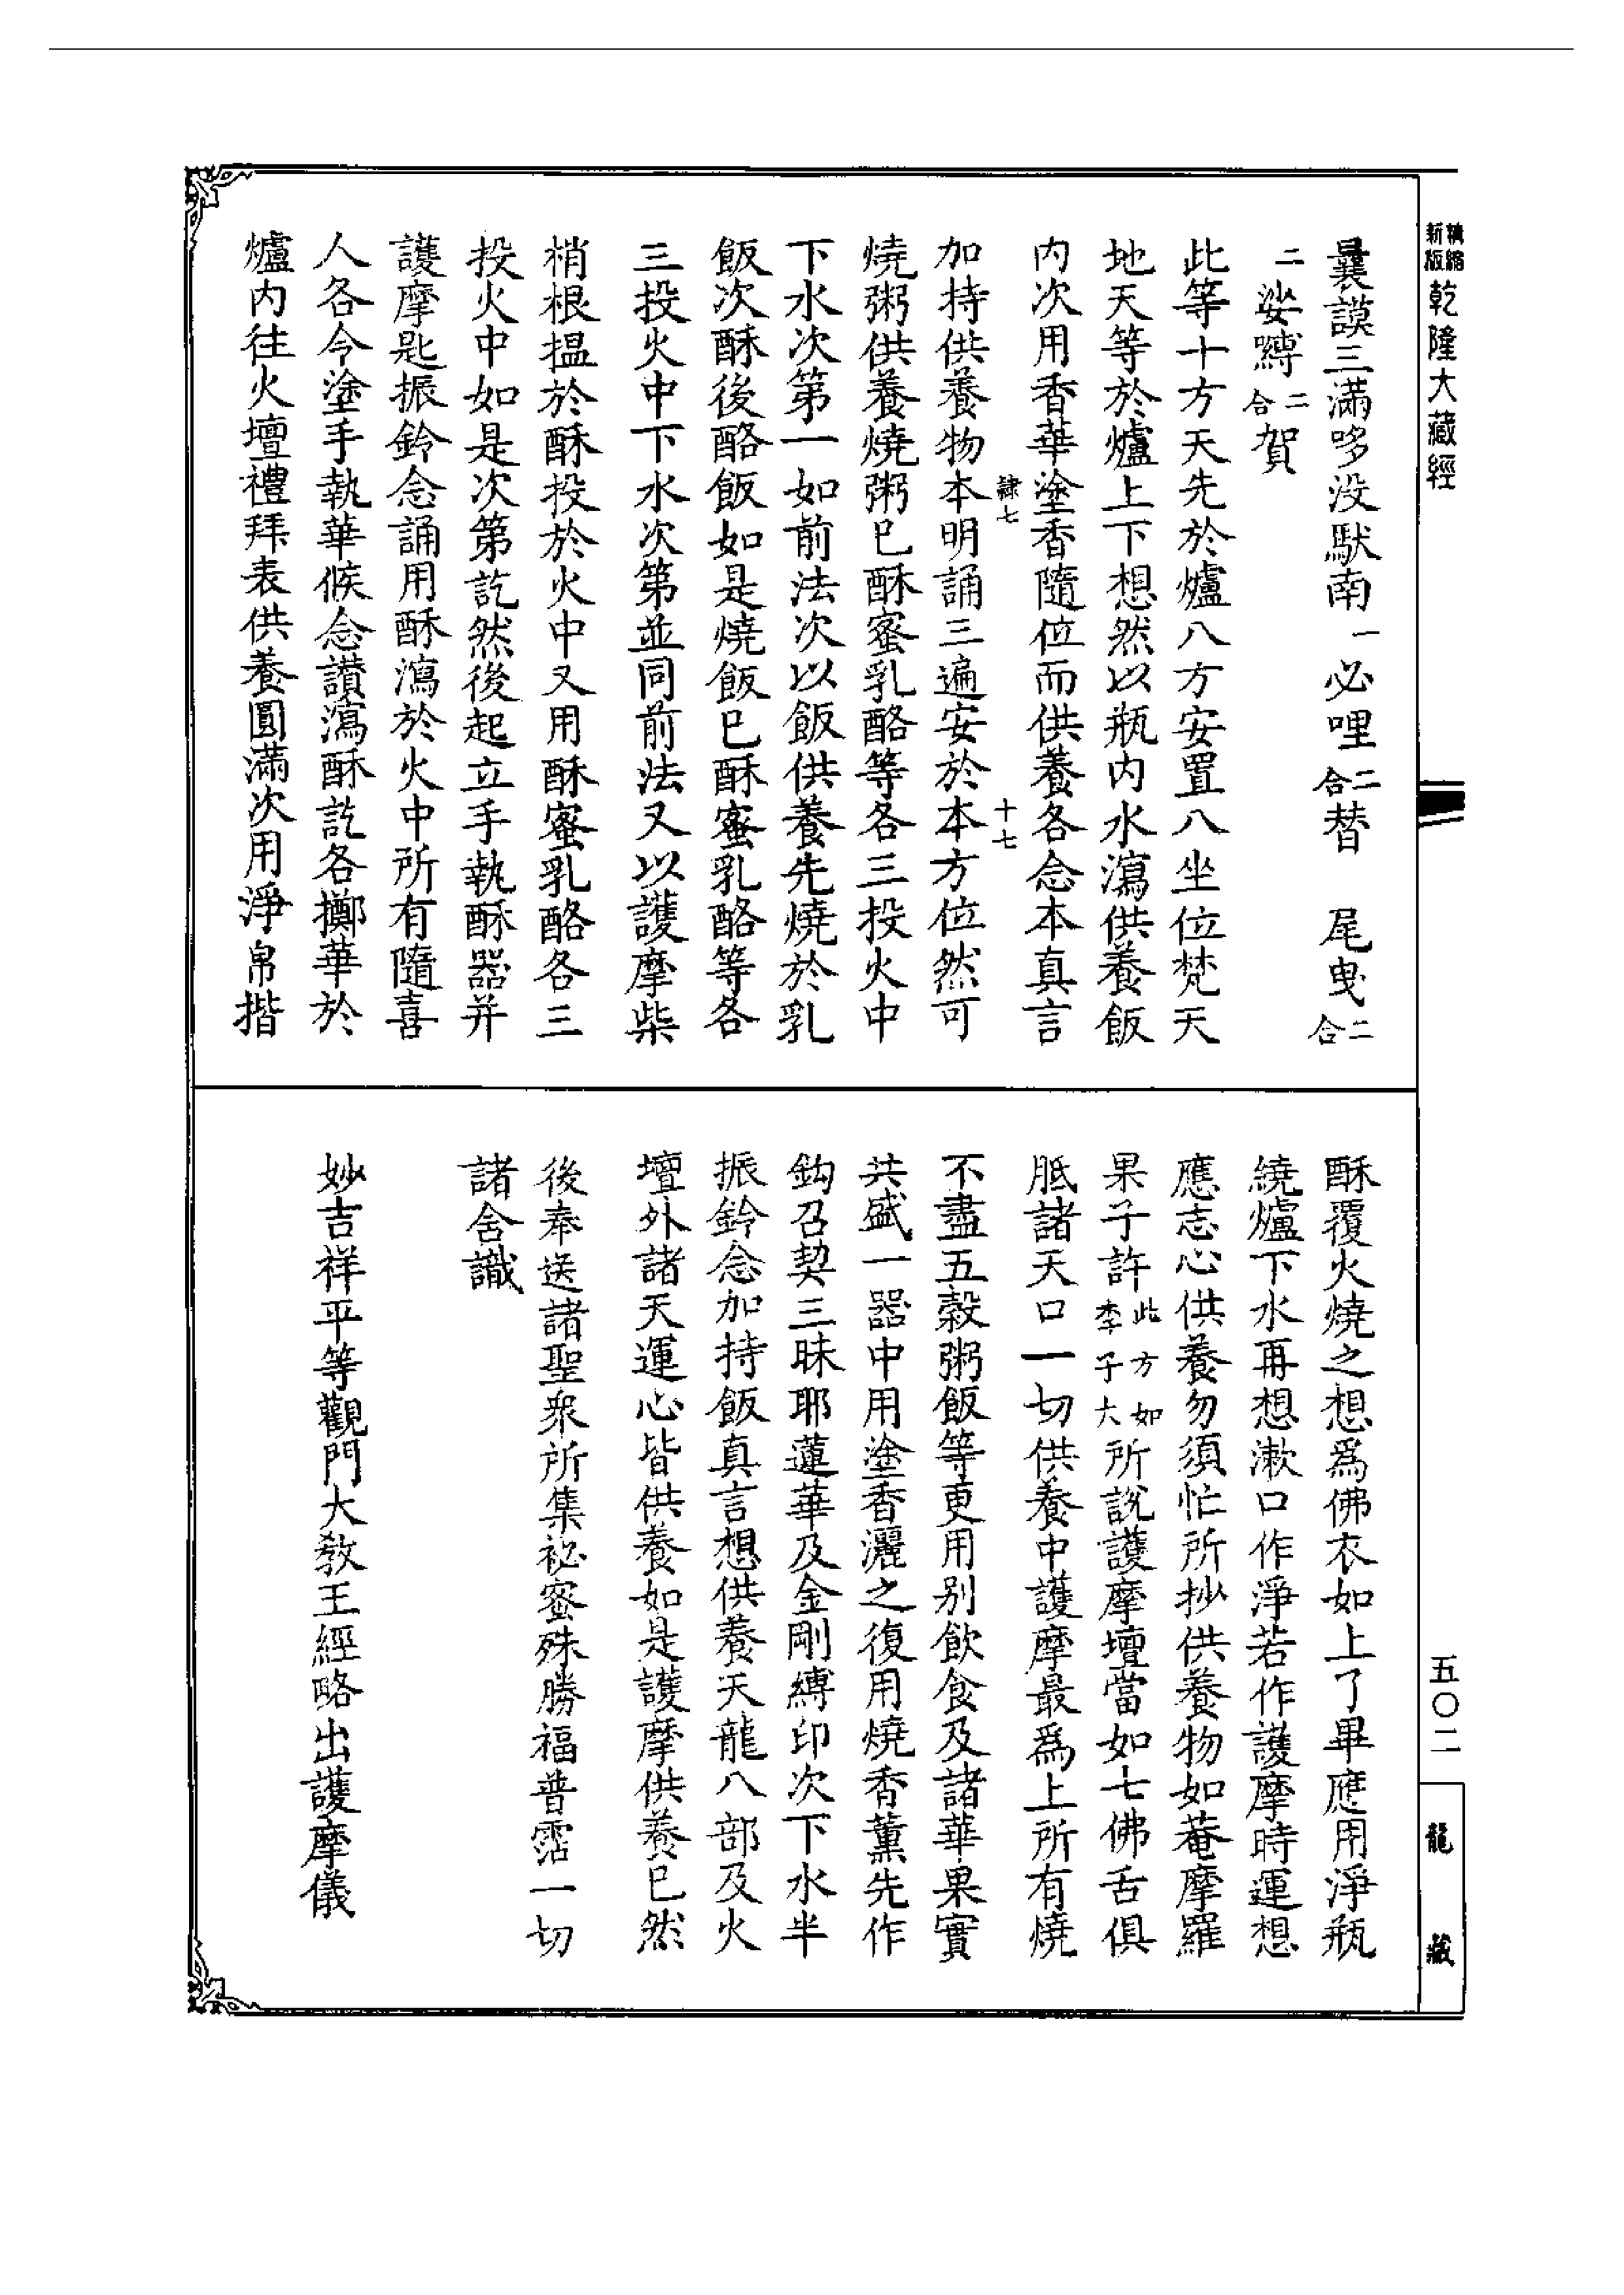 精縮新版乾隆大藏經
曩謨三滿哆没馱南一必哩二合替 尾曳二合
二娑嚩二合賀
此等十方天先於爐八方安置八坐位梵天
地天等於爐上下想然以瓶内水瀉供養飯
内次用香華塗香隨位而供養各念本真言
隷七 十七
加持供養物本明誦三遍安於本方位然可
燒粥供養燒粥已酥蜜乳酪等各三投火中
下水次第一如前法次以飯供養先燒於乳
飯次酥後酪飯如是燒飯已酥蜜乳酪等各
三投火中下水次第並同前法又以護摩柴
梢根揾於酥投於火中又用酥蜜乳酪各三
投火中如是次第訖然後起立手執酥器并
護摩匙振鈴念誦用酥瀉於火中所有隨喜
人各令塗手執華候念讃瀉酥訖各擲華於
爐内往火壇禮拜表供養圓滿次用淨帛揩
酥覆火燒之想爲佛衣如上了畢應用淨瓶
繞爐下水再想漱口作淨若作護摩時運想
應志心供養勿須忙所抄供養物如菴摩羅
果子許此方如李子大所說護摩壇當如七佛舌俱
胝諸天口一切供養中護摩最爲上所有燒
不盡五穀粥飯等更用别飲食及諸華果實
共盛一器中用塗香灑之復用燒香薰先作
鈎召契三昧耶蓮華及金剛縛印次下水半
振鈴念加持飯真言想供養天龍八部及火
壇外諸天運心皆供養如是護摩供養已然
後奉送諸聖衆所集祕蜜殊勝福普霑一切
諸含識
妙吉祥平等觀門大教王經略出護摩儀
五〇二
龍藏